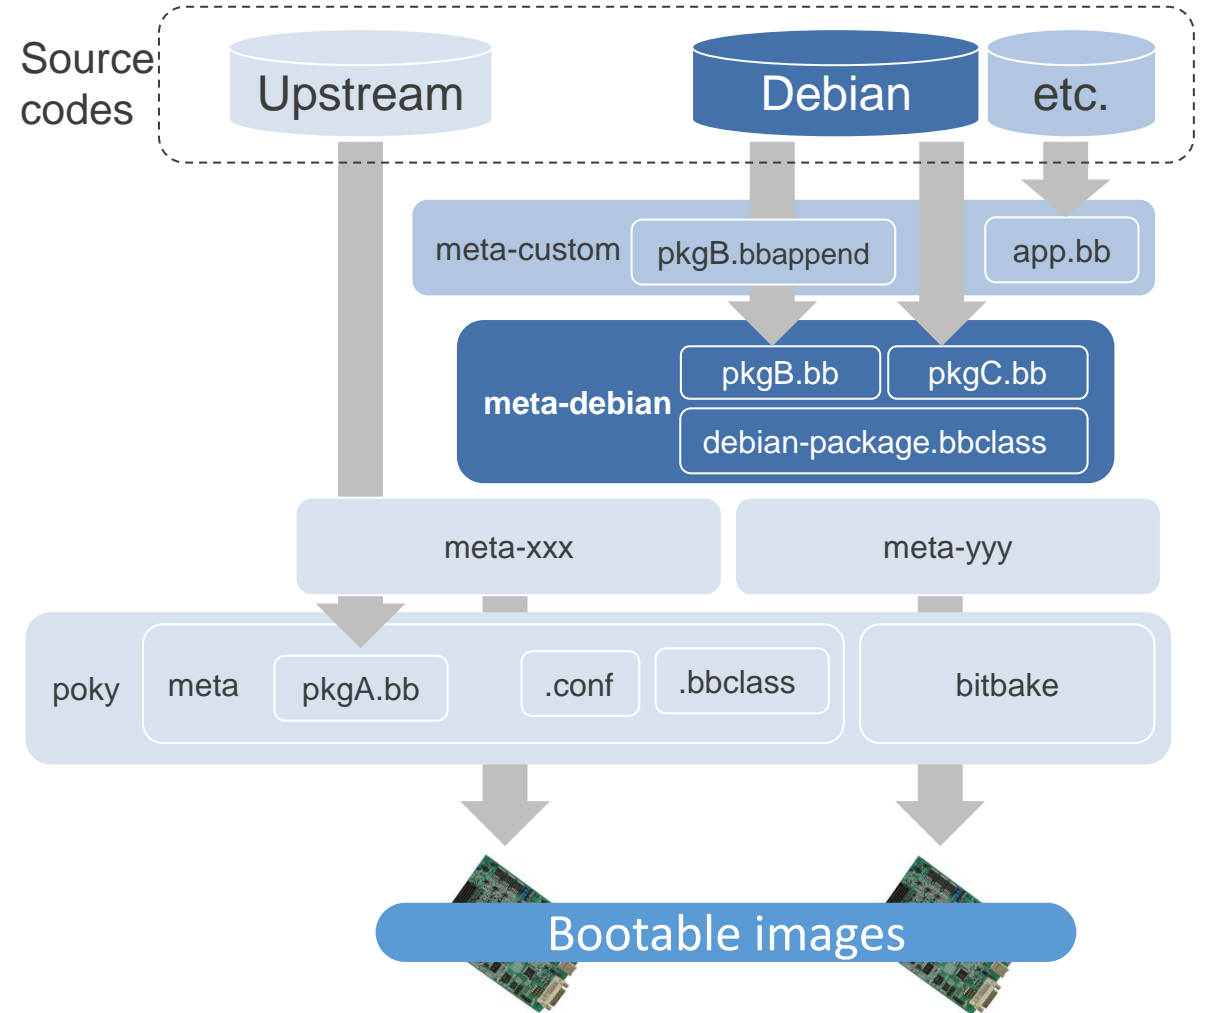 Source
codes
Upstream
Debian
etc.
meta-custom
pkgB.bbappend
app.bb
meta-debian
pkgB.bb
pkgC.bb
debian-package.bbclass
meta-xxx
meta-yyy
poky
meta
pkgA.bb
.conf
.bbclass
bitbake
Bootable images